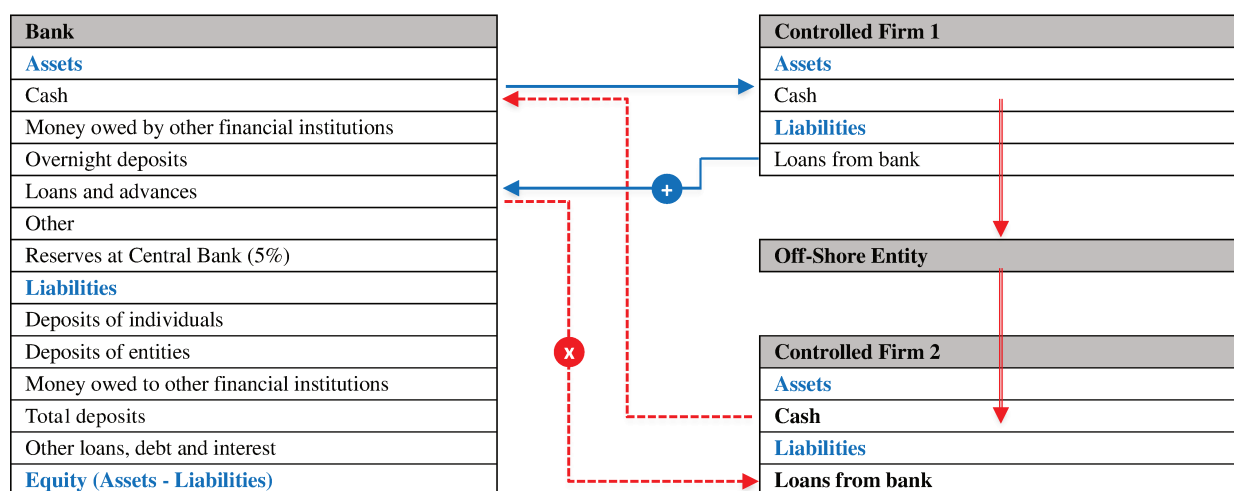 Bank
Assets
Cash
Money owed by other financial institutions
Overnight deposits
Loans and advances
Other
Reserves at Central Bank (5%)
Liabilities
Deposits of individuals
Deposits of entities
Money owed to other financial institutions
Total deposits
Other loans, debt and interest
Equity (Assets - Liabilities)
+
x
Controlled Firm 1
Assets
Cash
Liabilities
Loans from bank
Off-Shore Entity
Controlled Firm 2
Assets
Cash
Liabilities
Loans from bank